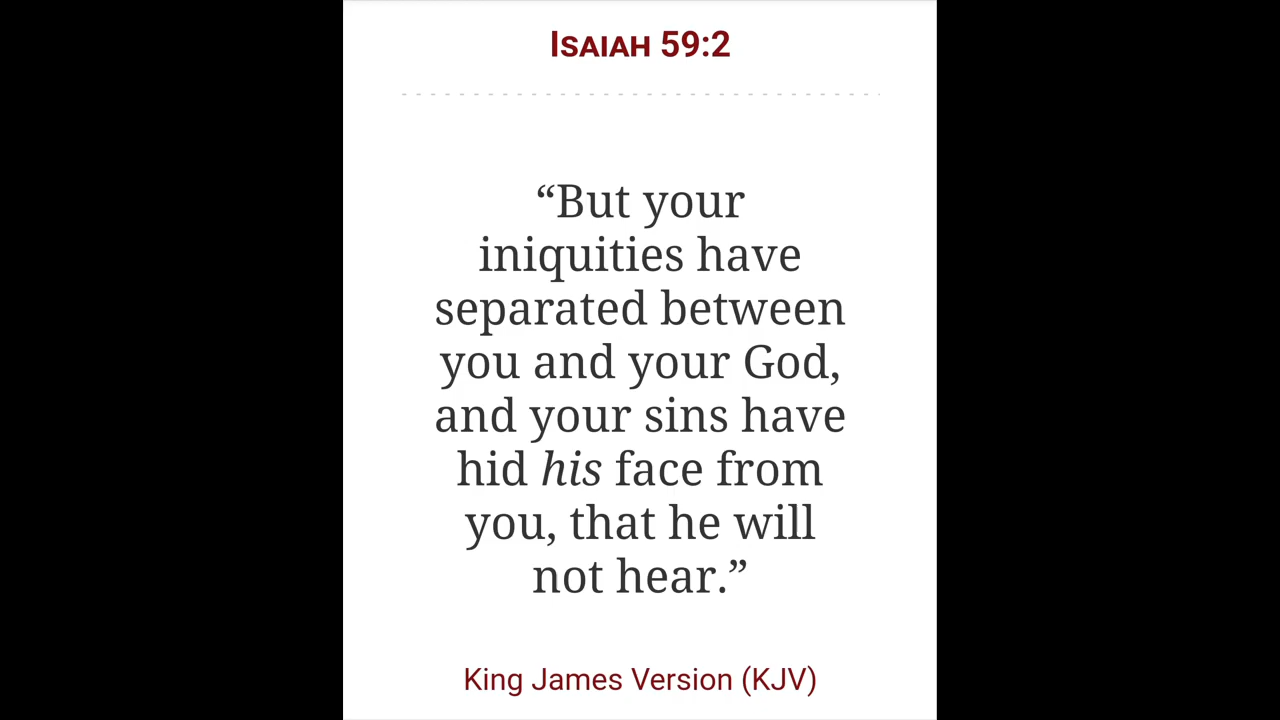 Isaiah 59:2
“But your
iniquities have
separated between
you and your God,
and your sins have
hid his face from
you, that he will
not hear.”
King James Version (KJV)